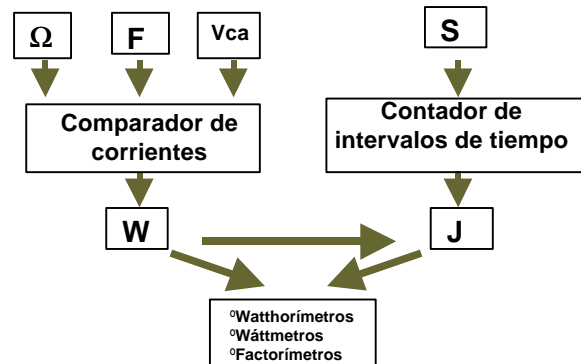 Ω
F
Vca
S
Comparador de
corrientes
Contador de
intervalos de tiempo
W
J
ºWatthorímetros
ºWáttmetros
ºFactorímetros